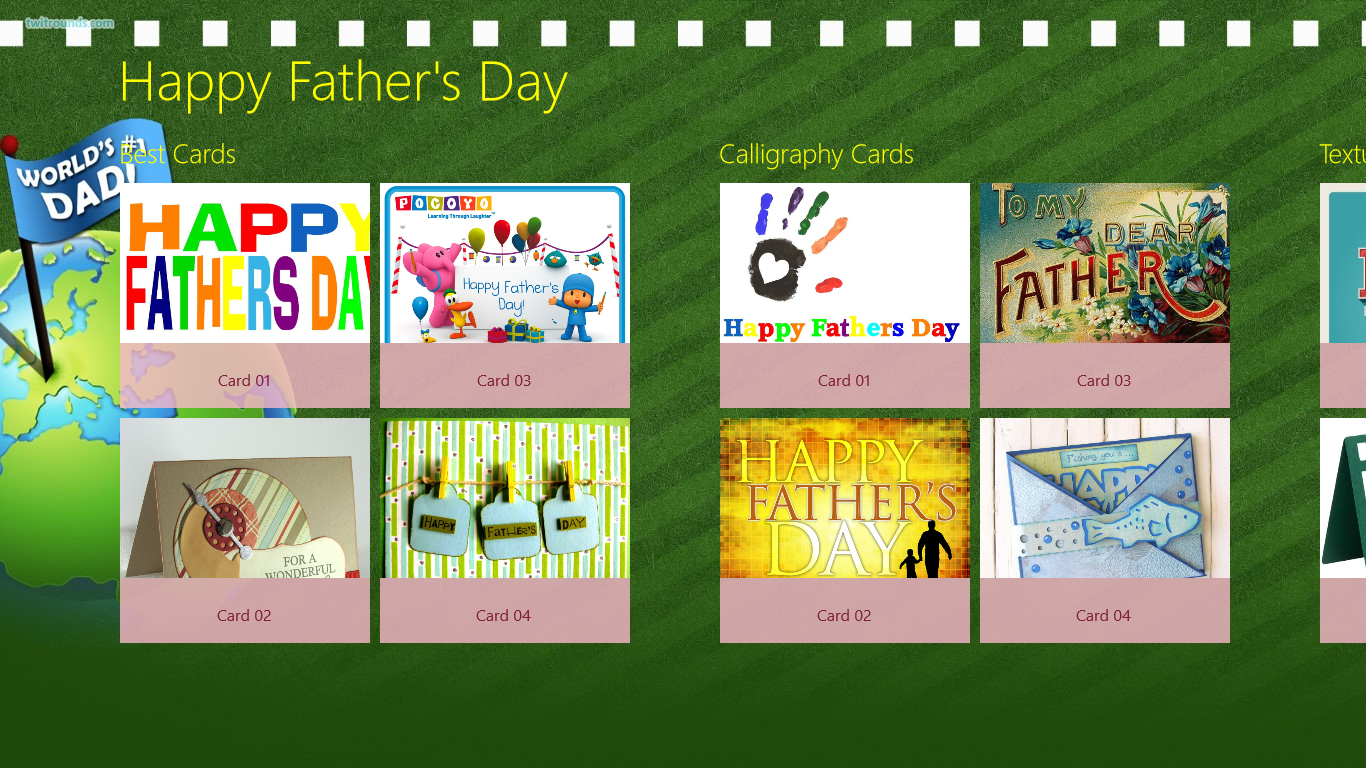 twitrounds.com
Happy Father's Day
WORLD'S #1
DAD!
Best Cards
HAPPY
FATHERS DAY
Card 01
POCOYO
Learning Through Laughter™
Happy Father's
Day!
Card 03
FOR A
WONDERFUL
Card 02
HAPPY
FATHER'S
DAY
Card 04
Calligraphy Cards
Happy Fathers Day
Card 01
TO MY
DEAR
FATHER
Card 03
HAPPY
FATHER'S
DAY
Card 02
Fishing you a...
HAPP
Card 04
Textu